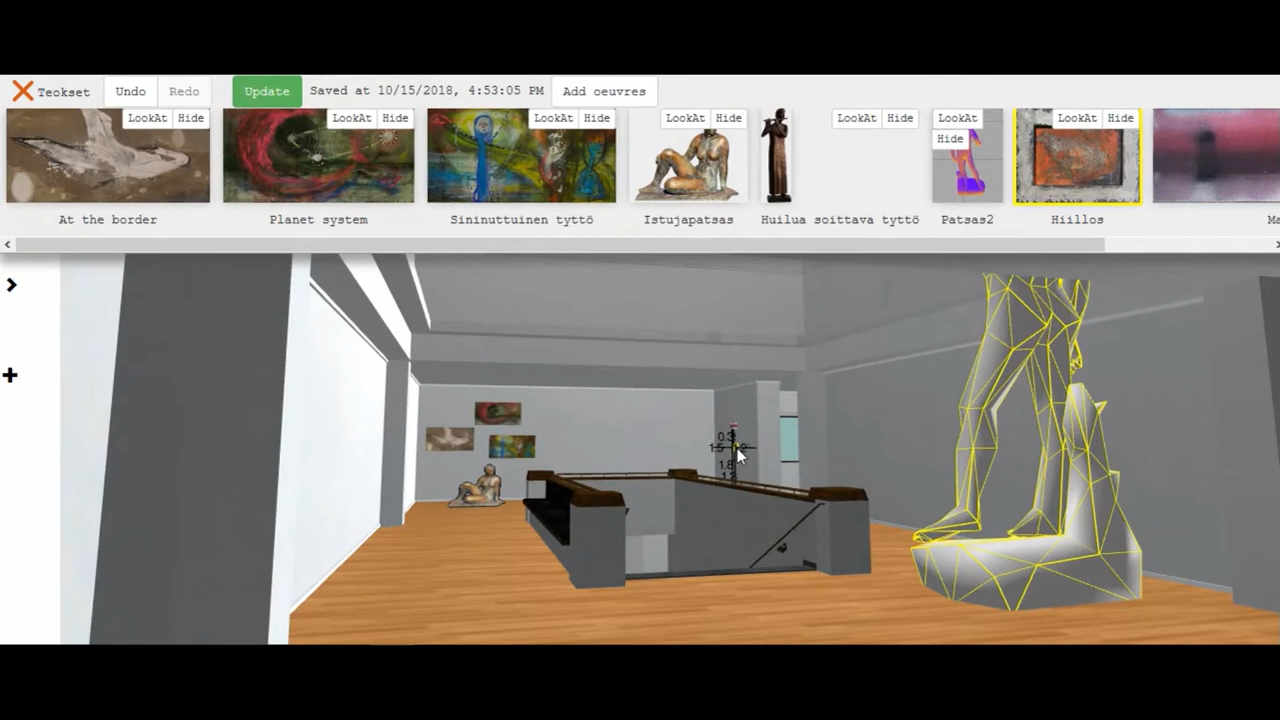 Teokset Undo Redo Update Saved at 10/15/2018, 4:53:05 PM Add oeuvres
LookAt Hide LookAt Hide LookAt Hide LookAt Hide LookAt Hide LookAt LookAt Hide
Hide
At the border Planet system Sininuttuinen tyttö Istujapatsas Huilua soittava tyttö Patsas2 Hiillos